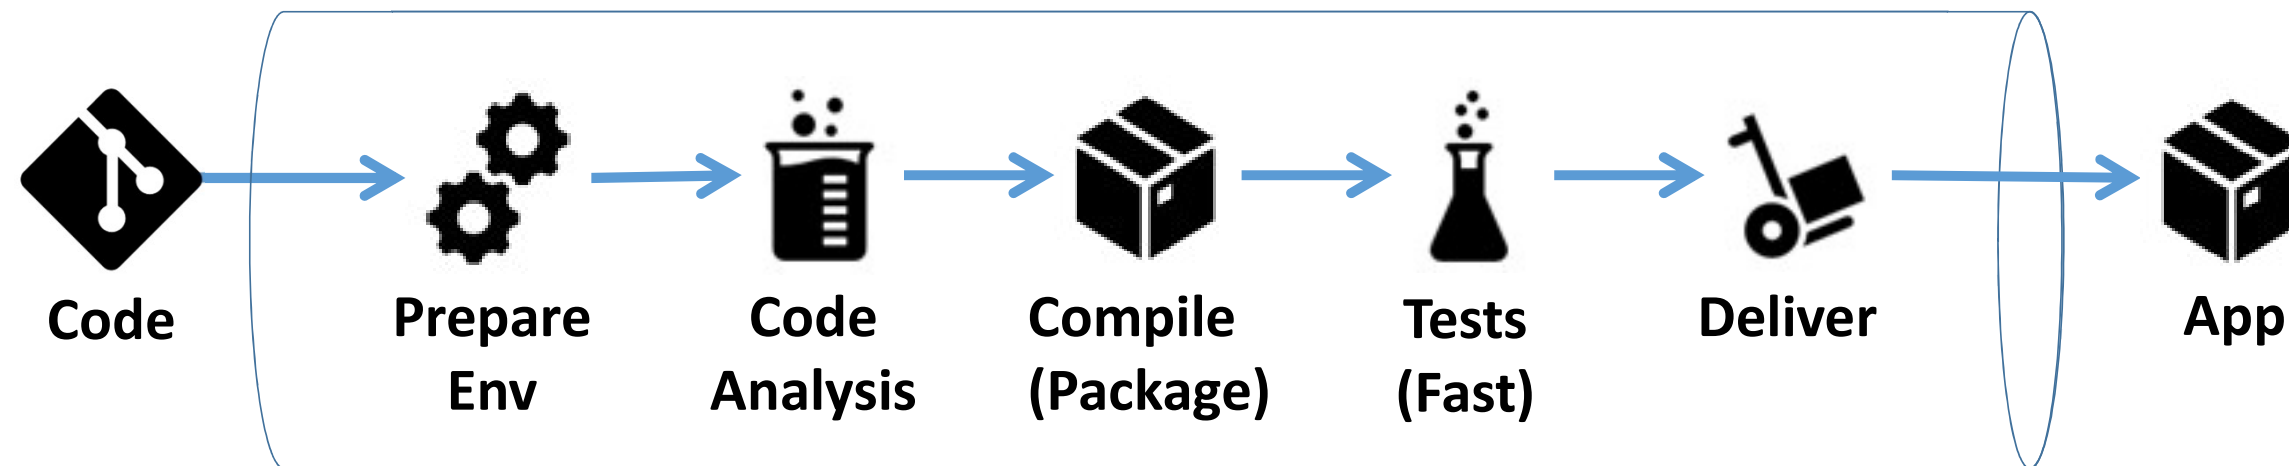 Code
Prepare
Env
Code
Analysis
Compile
(Package)
Tests
(Fast)
Deliver
App